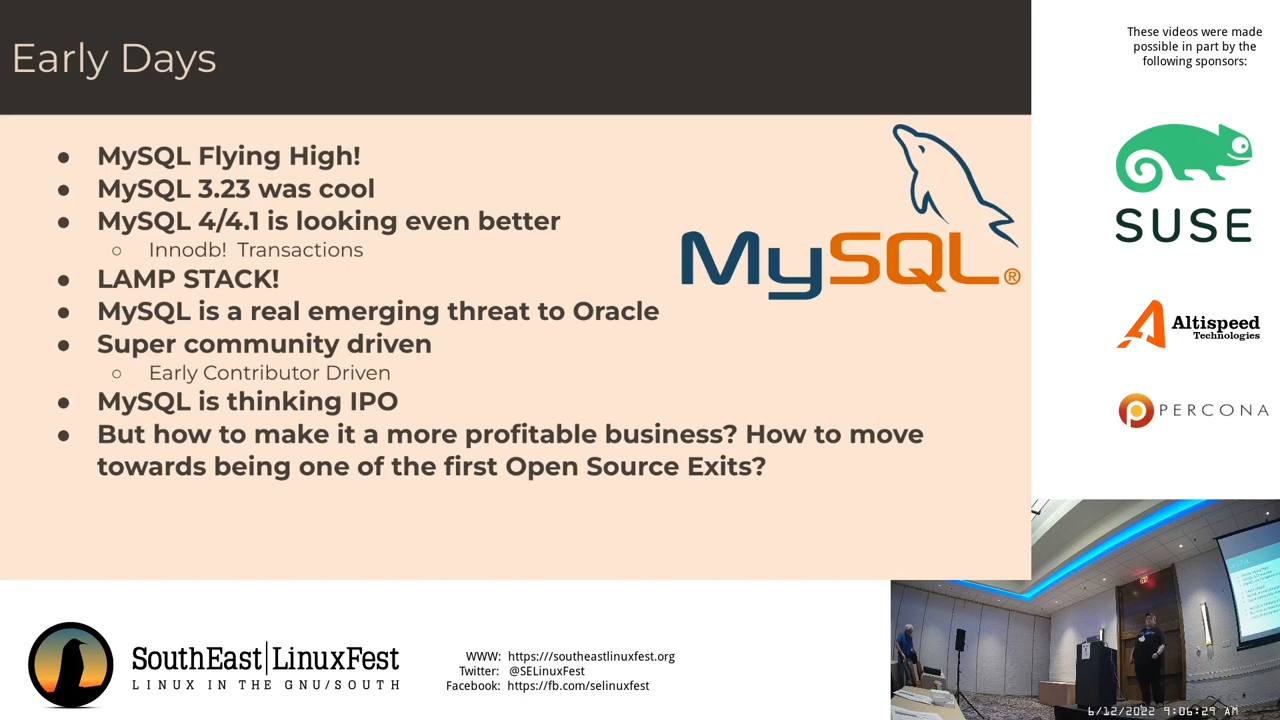 Early Days
● MySQL Flying High!
● MySQL 3.23 was cool
● MySQL 4/4.1 is looking even better
○ Innodb! Transactions
● LAMP STACK!
● MySQL is a real emerging threat to Oracle
● Super community driven
○ Early Contributor Driven
● MySQL is thinking IPO
● But how to make it a more profitable business? How to move
towards being one of the first Open Source Exits?
MySQL®
These videos were made
possible in part by the
following sponsors:
SUSE
Altispeed
Technologies
PERCONA
SouthEast|LinuxFest
LINUX IN THE GNU/SOUTH
WWW: https:///southeastlinuxfest.org
Twitter: @SELinuxFest
Facebook: https://fb.com/selinuxfest
6/12/2022 9:06:29 AM